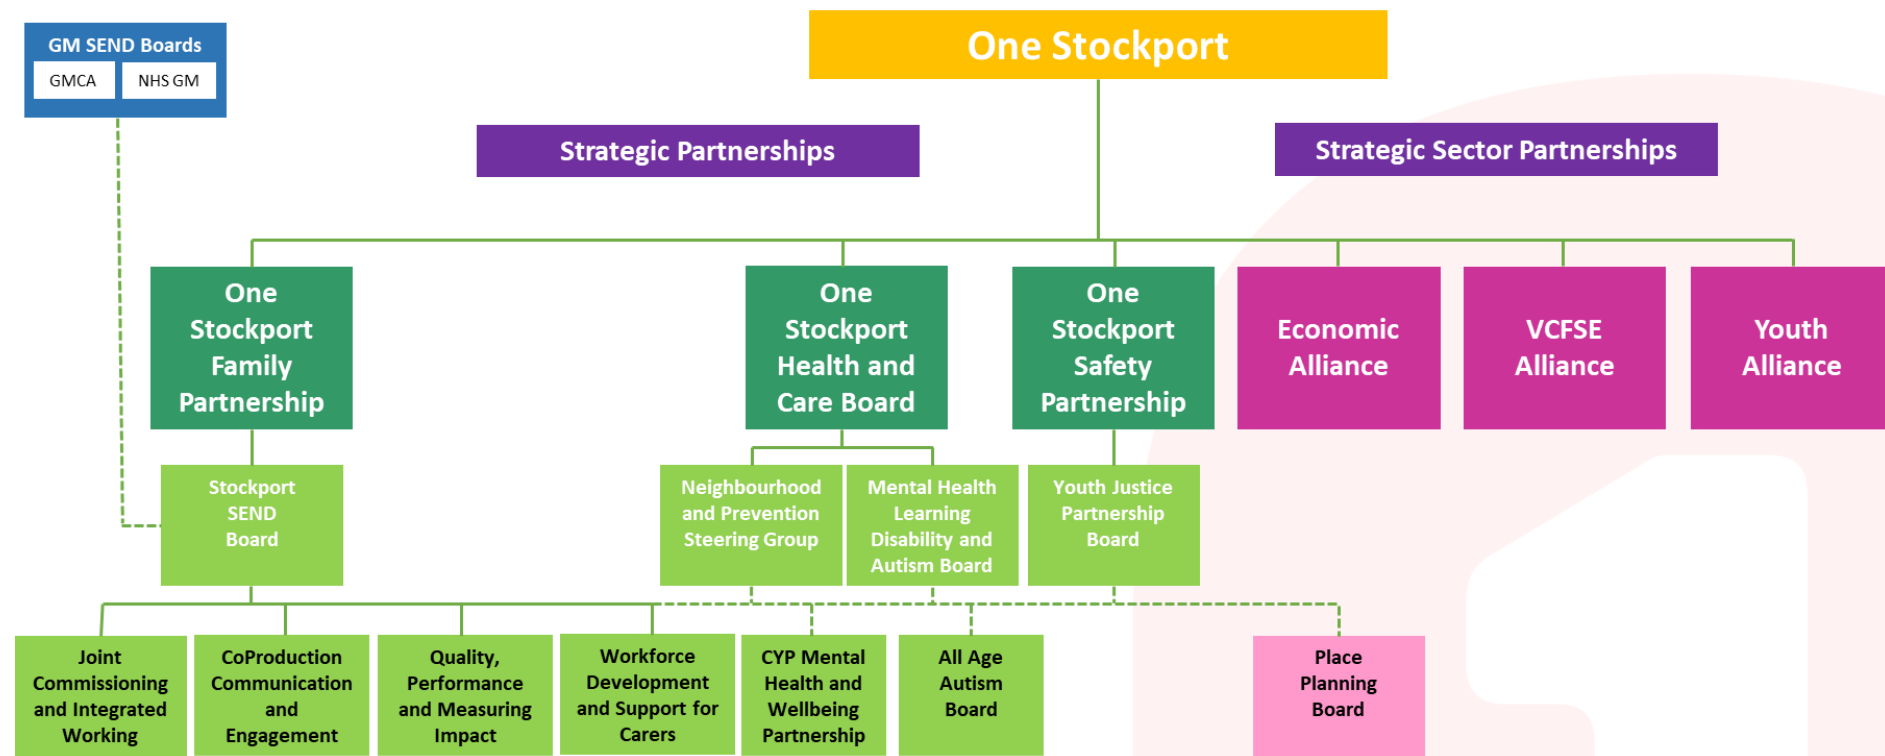 GM SEND Boards
GMCA
NHS GM
One Stockport
Strategic Partnerships
Strategic Sector Partnerships
One
Stockport
Family
Partnership
One
Stockport
Health and
Care Board
One
Stockport
Safety
Partnership
Economic
Alliance
VCFSE
Alliance
Youth
Alliance
Stockport
SEND
Board
Neighbourhood
and Prevention
Steering Group
Mental Health
Learning
Disability and
Autism Board
Youth Justice
Partnership
Board
Joint
Commissioning
and Integrated
Working
CoProduction
Communication
and
Engagement
Quality,
Performance
and Measuring
Impact
Workforce
Development
and Support for
Carers
CYP Mental
Health and
Wellbeing
Partnership
All Age
Autism
Board
Place
Planning
Board